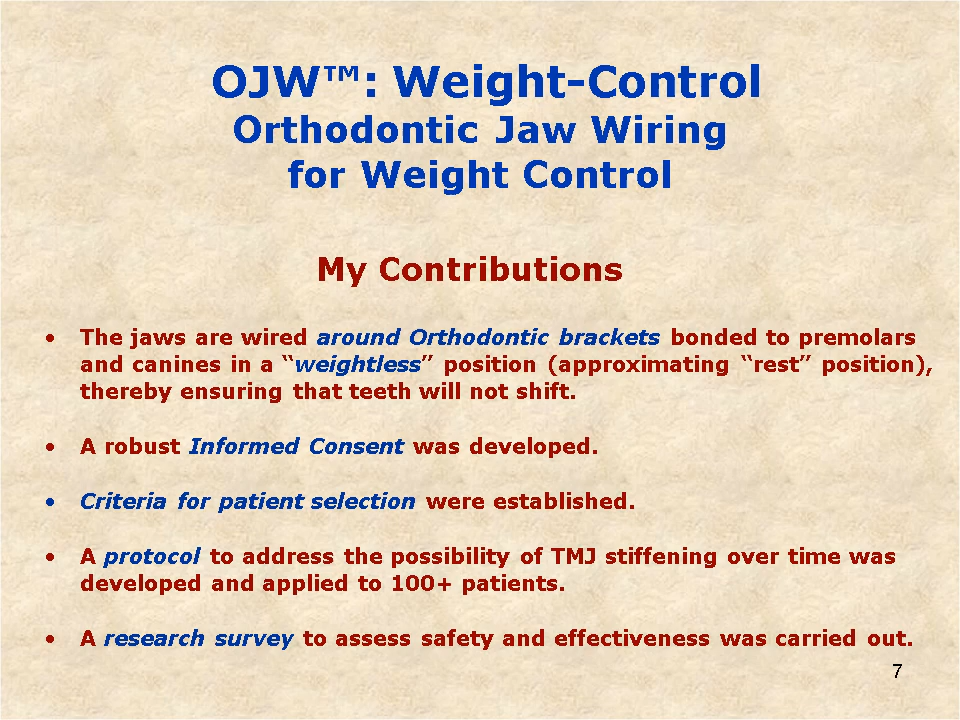 OJW™: Weight-Control
Orthodontic Jaw Wiring
for Weight Control
My Contributions
• The jaws are wired around Orthodontic brackets bonded to premolars
and canines in a “weightless” position (approximating “rest” position),
thereby ensuring that teeth will not shift.
• A robust Informed Consent was developed.
• Criteria for patient selection were established.
• A protocol to address the possibility of TMJ stiffening over time was
developed and applied to 100+ patients.
• A research survey to assess safety and effectiveness was carried out.
7